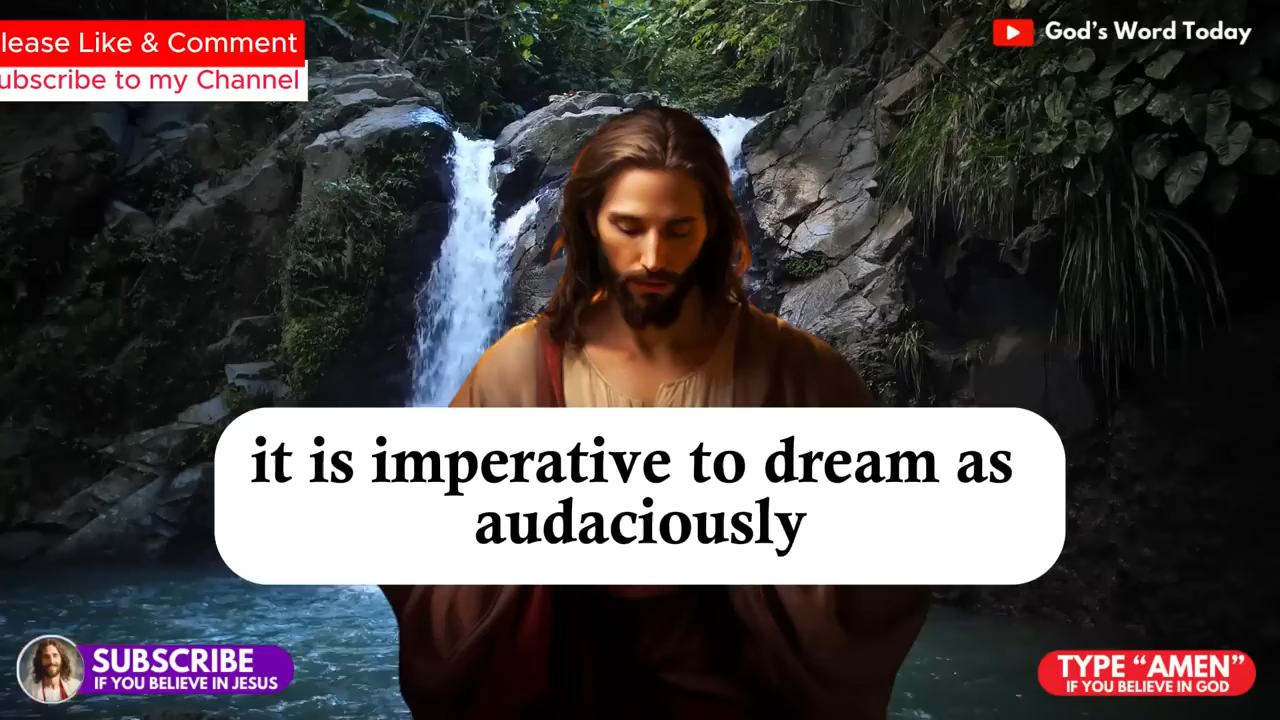 lease Like & Comment
ubscribe to my Channel
God's Word Today
it is imperative to dream as
audaciously
SUBSCRIBE
IF YOU BELIEVE IN JESUS
TYPE “AMEN”
IF YOU BELIEVE IN GOD